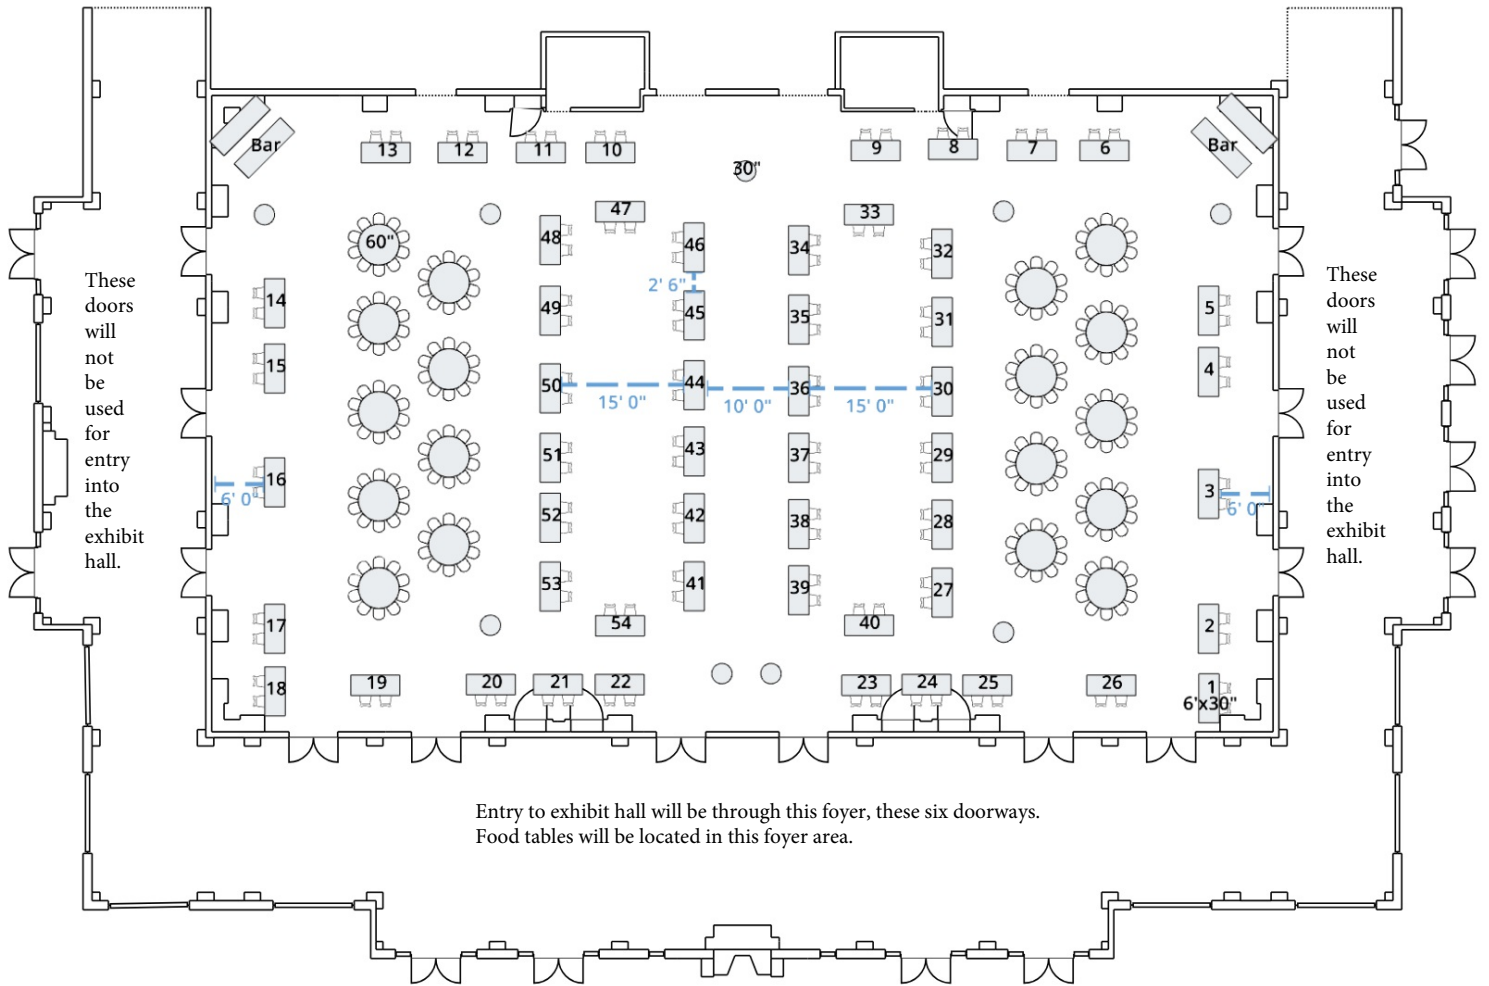 Bar
13
12
11
10
30"
9
8
7
6
Bar
47
33
60"
48
46
34
32
2' 6"
These
doors
will
not
be
used
for
entry
into
the
exhibit
hall.
14
49
45
35
31
5
These
doors
will
not
be
used
for
entry
into
the
exhibit
hall.
15
50
44
36
30
4
15' 0"
10' 0"
15' 0"
16
51
43
37
29
3
6' 0"
6' 0"
52
42
38
28
53
41
39
27
17
54
40
2
18
19
20
21
22
23
24
25
26
1
6'x30"
Entry to exhibit hall will be through this foyer, these six doorways.
Food tables will be located in this foyer area.